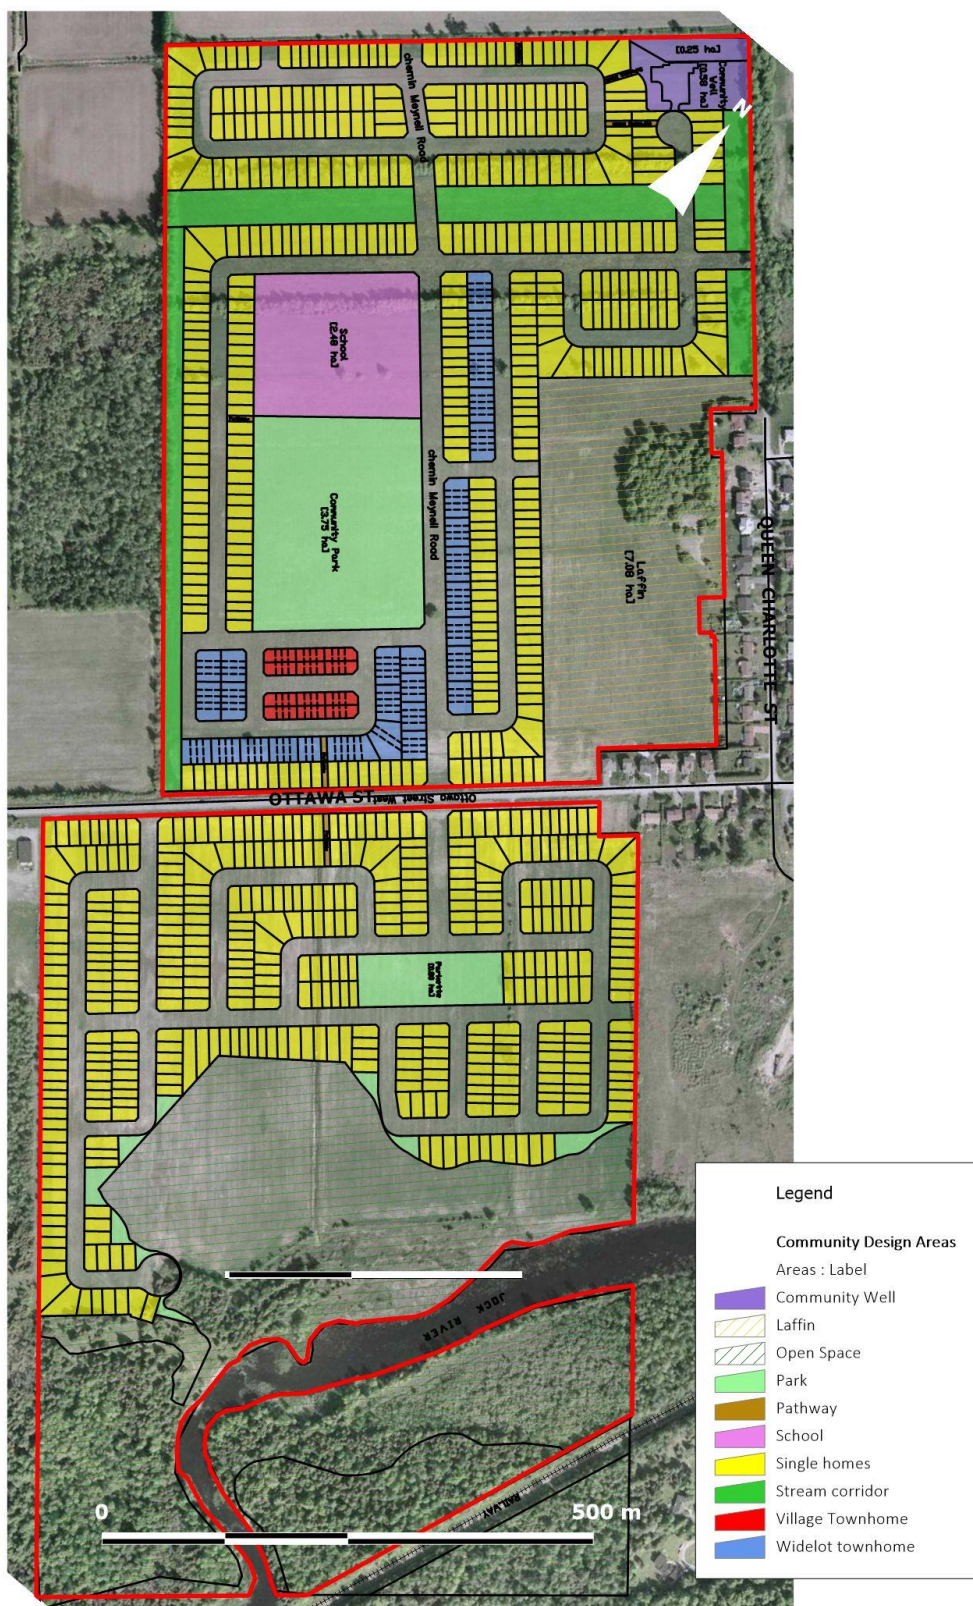 [0.25 ha]
Community
Well
[0.58 ha]
N
chemin Meynell Road
School
[2.48 ha]
Community Park
[3.75 ha]
chemin Meynell Road
Laffin
[7.08 ha]
QUEEN CHARLOTTE ST
OTTAWA ST
Ottawa Street West
Parkette
JOCK
RIVER
RAILWAY
0
500 m
Legend
Community Design Areas
Areas : Label
Community Well
Laffin
Open Space
Park
Pathway
School
Single homes
Stream corridor
Village Townhome
Widelot townhome